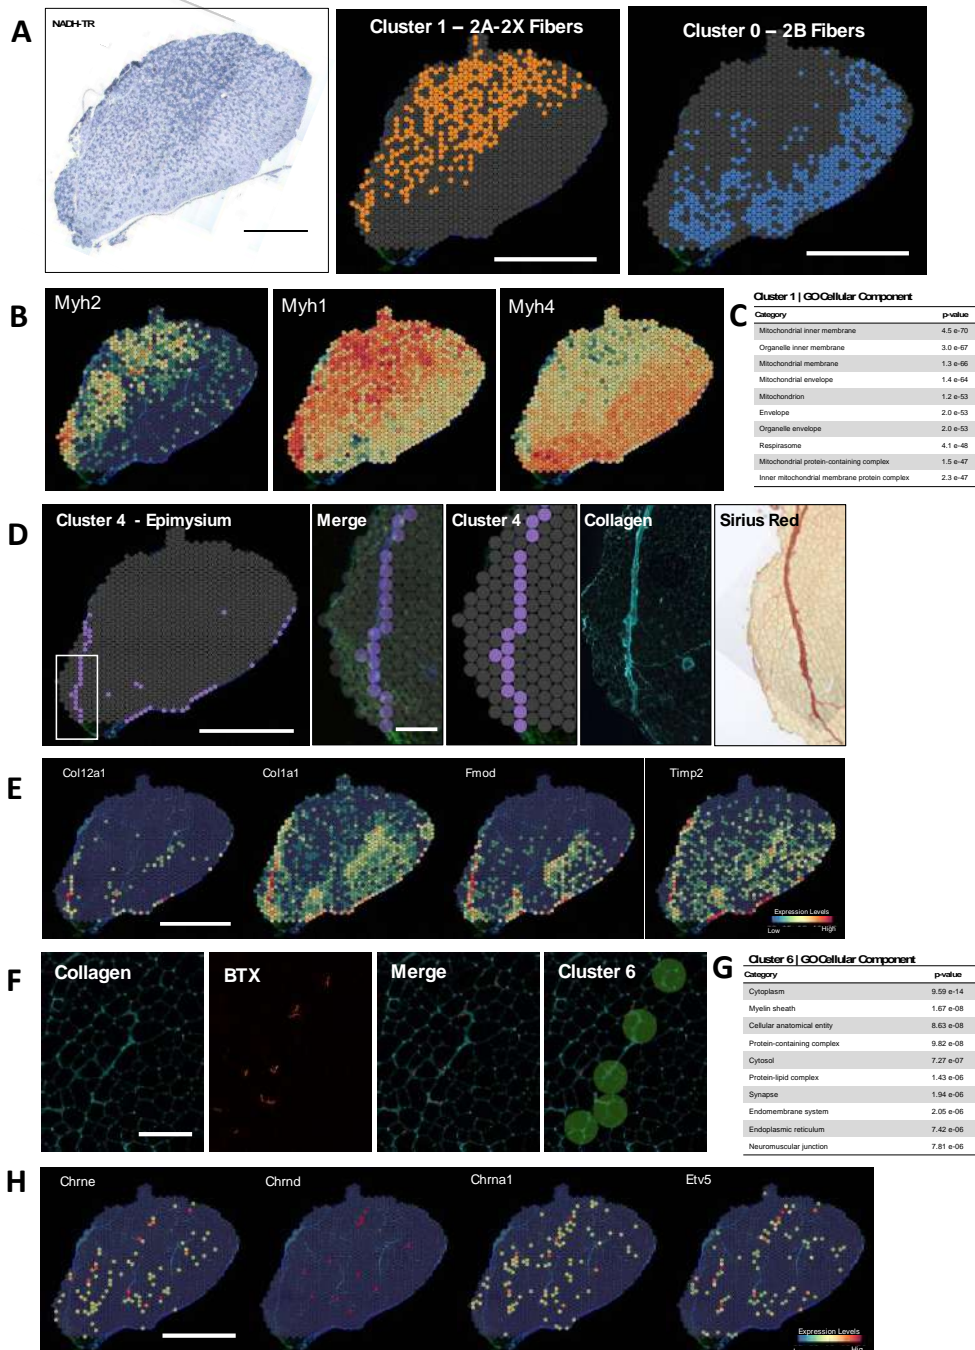 A
NADH-TR
Cluster 1 – 2A-2X Fibers
Cluster 0 – 2B Fibers
B
Myh2
Myh1
Myh4
C
Cluster 1 | GO Cellular Component
Category p-value
Mitochondrial inner membrane 4.5 e-70
Organelle inner membrane 3.0 e-67
Mitochondrial membrane 1.3 e-66
Mitochondrial envelope 1.4 e-64
Mitochondrion 1.2 e-53
Envelope 2.0 e-53
Organelle envelope 2.0 e-53
Respirasome 4.1 e-48
Mitochondrial protein-containing complex 1.5 e-47
Inner mitochondrial membrane protein complex 2.3 e-47
D
Cluster 4 - Epimysium
Merge
Cluster 4
Collagen
Sirius Red
E
Col12a1
Col1a1
Fmod
Timp2
Expression Levels
Low High
F
Collagen
BTX
Merge
Cluster 6
G
Cluster 6 | GO Cellular Component
Category p-value
Cytoplasm 9.59 e-14
Myelin sheath 1.67 e-08
Cellular anatomical entity 8.63 e-08
Protein-containing complex 9.82 e-08
Cytosol 7.27 e-07
Protein-lipid complex 1.43 e-06
Synapse 1.94 e-06
Endomembrane system 2.05 e-06
Endoplasmic reticulum 7.42 e-06
Neuromuscular junction 7.81 e-06
H
Chrne
Chrnd
Chrna1
Etv5
Expression Levels